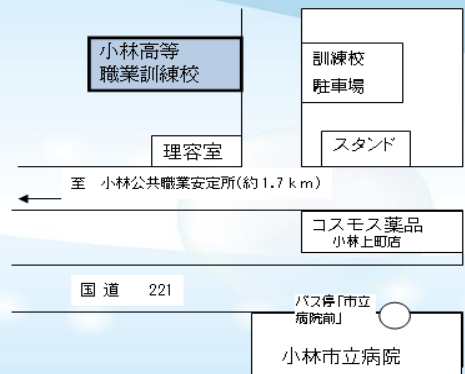 小林高等
職業訓練校
訓練校
駐車場
理容室
スタンド
至 小林公共職業安定所(約1.7km)
コスモス薬品
小林上町店
国道 221
バス停「市立
病院前」
小林市立病院